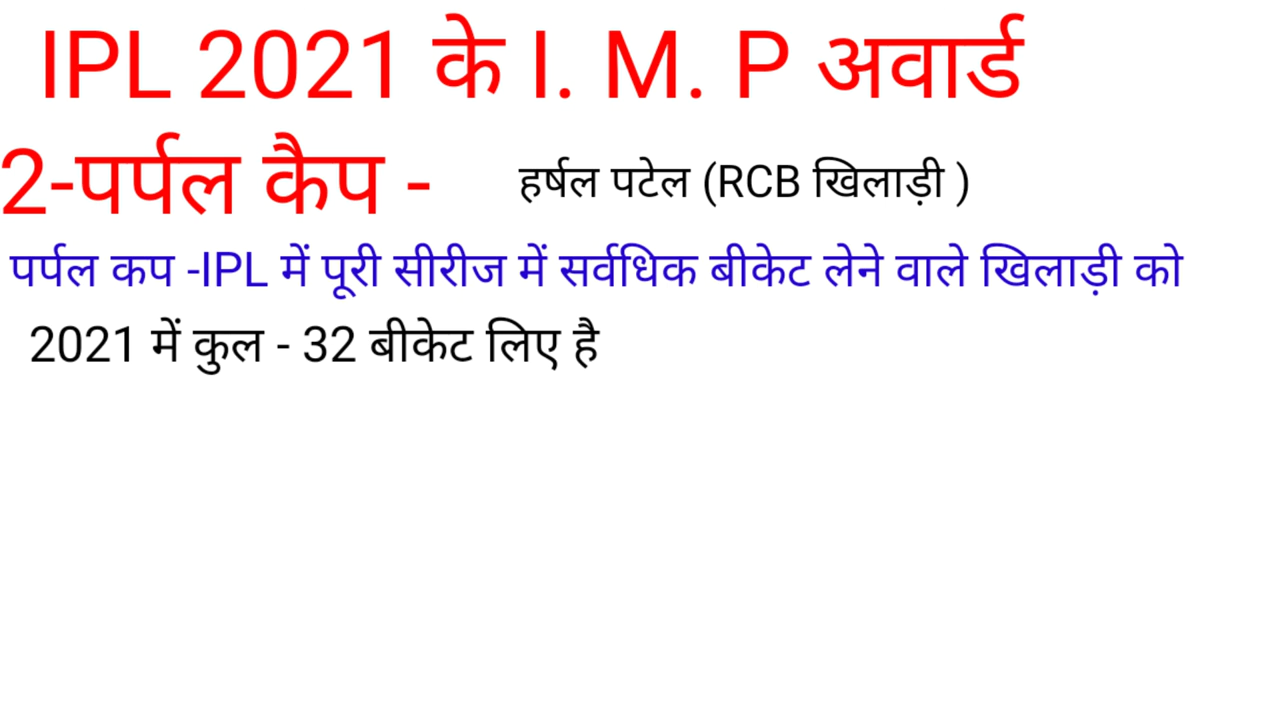 IPL 2021 के I. M. P अवार्ड
2-पर्पल कैप - हर्षल पटेल (RCB खिलाड़ी )
पर्पल कप -IPL में पूरी सीरीज में सर्वधिक बीकेट लेने वाले खिलाड़ी को
2021 में कुल - 32 बीकेट लिए है